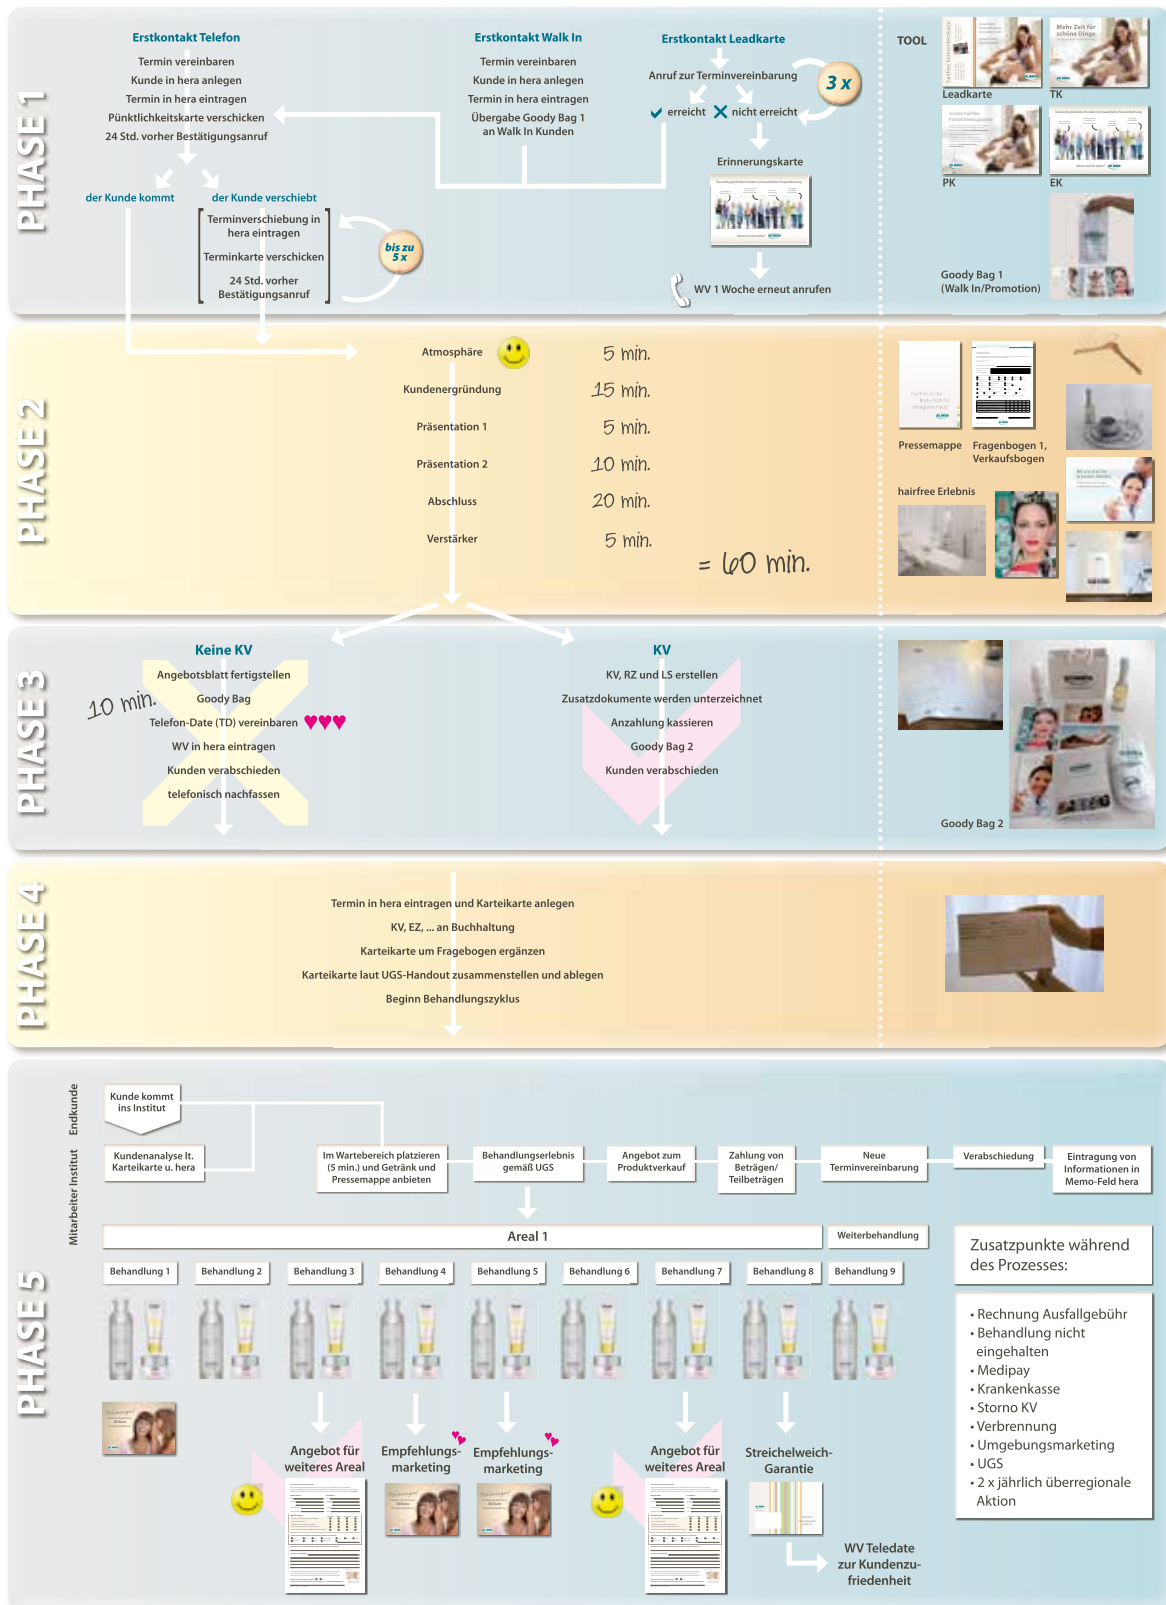 PHASE 1
Erstkontakt Telefon
Termin vereinbaren
Kunde in hera anlegen
Termin in hera eintragen
Pünktlichkeitskarte verschicken
24 Std. vorher Bestätigungsanruf
der Kunde kommt
der Kunde verschiebt
Terminverschiebung in
hera eintragen
Terminkarte verschicken
24 Std. vorher
Bestätigungsanruf
bis zu
5 x
Erstkontakt Walk In
Termin vereinbaren
Kunde in hera anlegen
Termin in hera eintragen
Übergabe Goody Bag 1
an Walk In Kunden
Erstkontakt Leadkarte
Anruf zur Terminvereinbarung
3 x
erreicht
nicht erreicht
Erinnerungskarte
WV 1 Woche erneut anrufen
TOOL
Leadkarte
Mehr Zeit für
schöne Dinge
TK
PK
EK
Goody Bag 1
(Walk In/Promotion)
PHASE 2
Atmosphäre
5 min.
Kundenergründung
15 min.
Präsentation 1
5 min.
Präsentation 2
10 min.
Abschluss
20 min.
Verstärker
5 min.
= 60 min.
Pressemappe
Fragenbogen 1,
Verkaufsbogen
hairfree Erlebnis
PHASE 3
Keine KV
Angebotsblatt fertigstellen
Goody Bag
Telefon-Date (TD) vereinbaren
WV in hera eintragen
Kunden verabschieden
telefonisch nachfassen
10 min.
KV
KV, RZ und LS erstellen
Zusatzdokumente werden unterzeichnet
Anzahlung kassieren
Goody Bag 2
Kunden verabschieden
Goody Bag 2
PHASE 4
Termin in hera eintragen und Karteikarte anlegen
KV, EZ, ... an Buchhaltung
Karteikarte um Fragebogen ergänzen
Karteikarte laut UGS-Handout zusammenstellen und ablegen
Beginn Behandlungszyklus
PHASE 5
Endkunde
Mitarbeiter Institut
Kunde kommt
ins Institut
Kundenanalyse lt.
Karteikarte u. hera
Im Wartebereich platzieren
(5 min.) und Getränk und
Pressemappe anbieten
Behandlungserlebnis
gemäß UGS
Angebot zum
Produktverkauf
Zahlung von
Beträgen/
Teilbeträgen
Neue
Terminvereinbarung
Verabschiedung
Eintragung von
Informationen in
Memo-Feld hera
Areal 1
Weiterbehandlung
Behandlung 1
Behandlung 2
Behandlung 3
Behandlung 4
Behandlung 5
Behandlung 6
Behandlung 7
Behandlung 8
Behandlung 9
Angebot für
weiteres Areal
Empfehlungs-
marketing
Empfehlungs-
marketing
Angebot für
weiteres Areal
Streichelweich-
Garantie
WV Teledate
zur Kundenzu-
friedenheit
Zusatzpunkte während
des Prozesses:
• Rechnung Ausfallgebühr
• Behandlung nicht
eingehalten
• Medipay
• Krankenkasse
• Storno KV
• Verbrennung
• Umgebungsmarketing
• UGS
• 2 x jährlich überregionale
Aktion